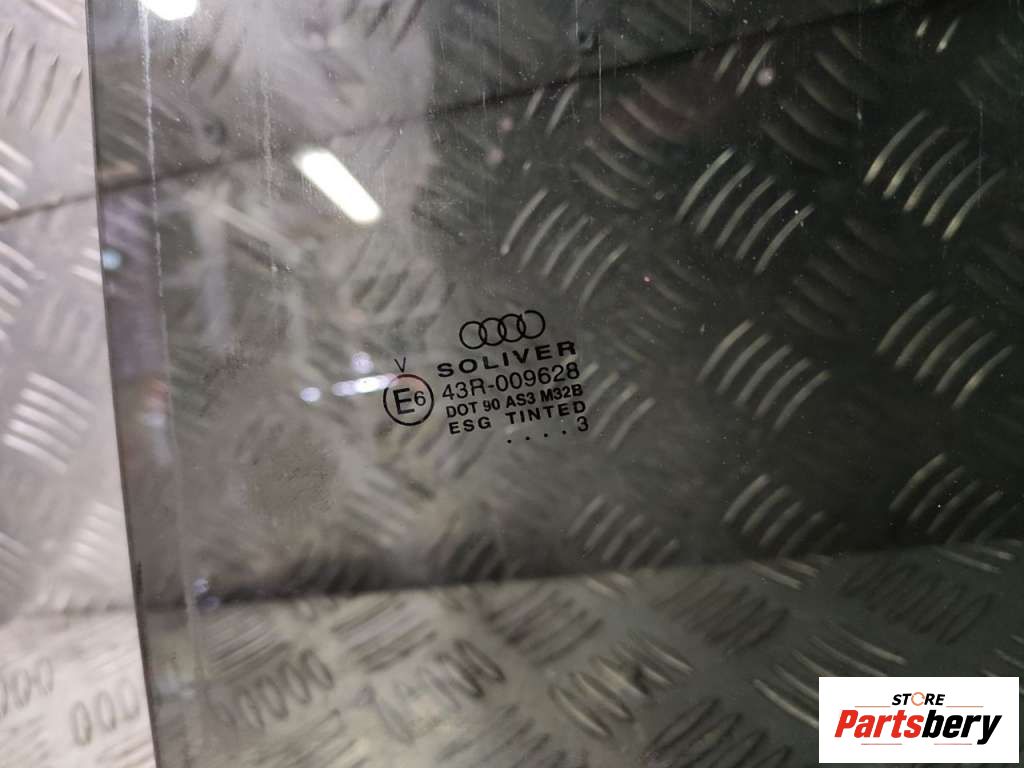 SOLIVER
V
E6
43R-009628
DOT 90 AS3 M32B
ESG TINTED
....3
STORE
Partsbery